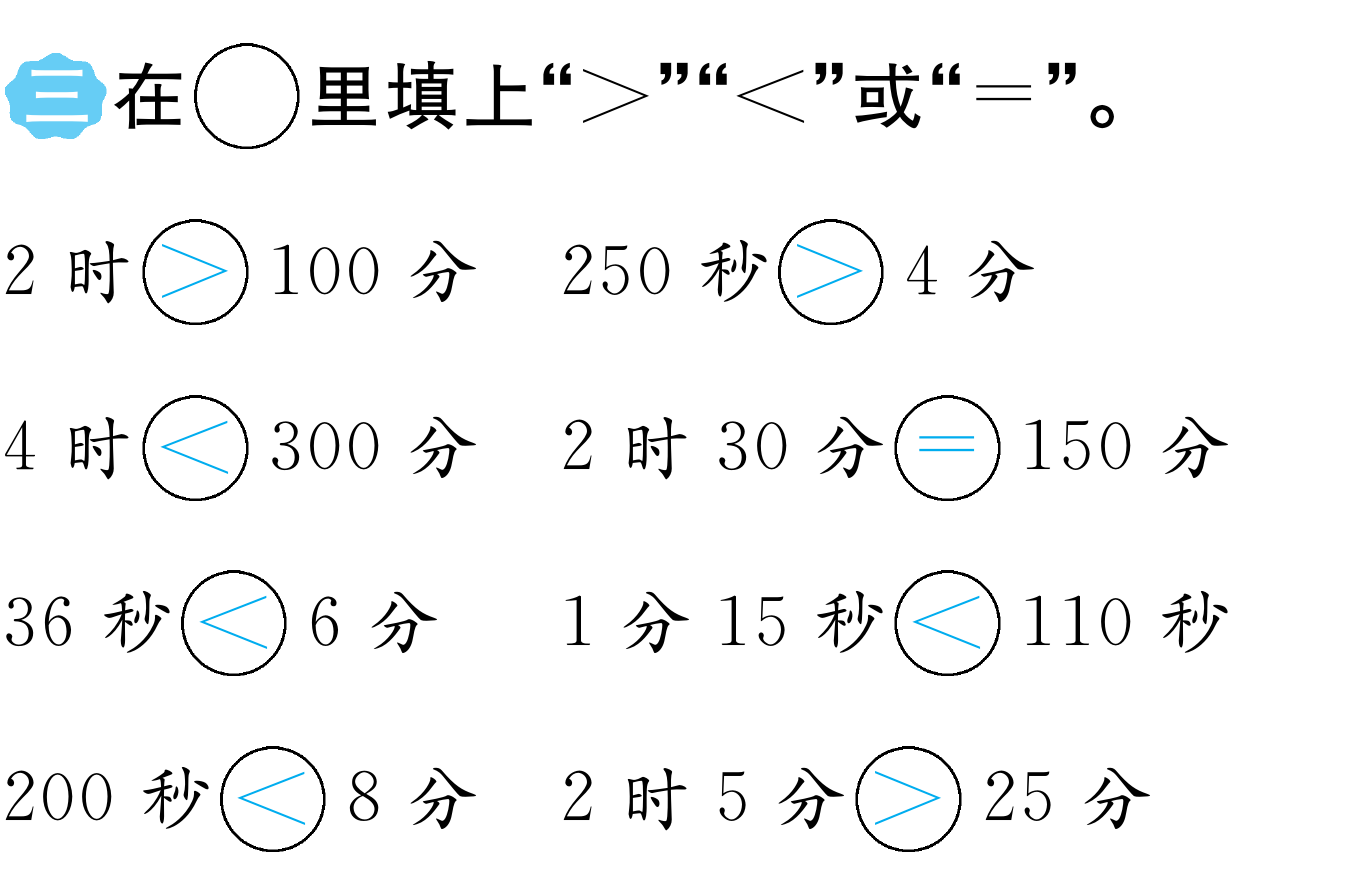 三 在○里填上“>”“<”或“=”。
2 时 > 100 分 250 秒 > 4 分
4 时 < 300 分 2 时 30 分 = 150 分
36 秒 < 6 分 1 分 15 秒 < 110 秒
200 秒 < 8 分 2 时 5 分 > 25 分